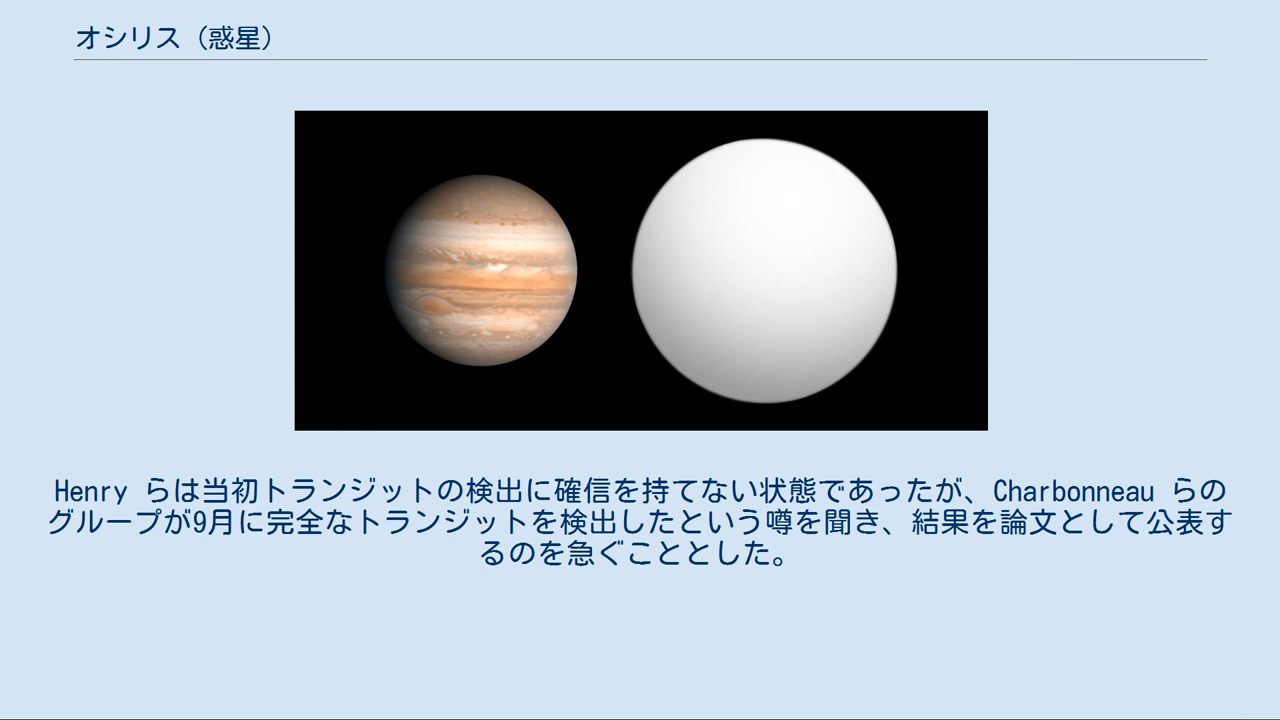 オシリス（惑星）
Henry らは当初トランジットの検出に確信を持てない状態であったが、Charbonneau らの
グループが9月に完全なトランジットを検出したという噂を聞き、結果を論文として公表す
るのを急ぐこととした。